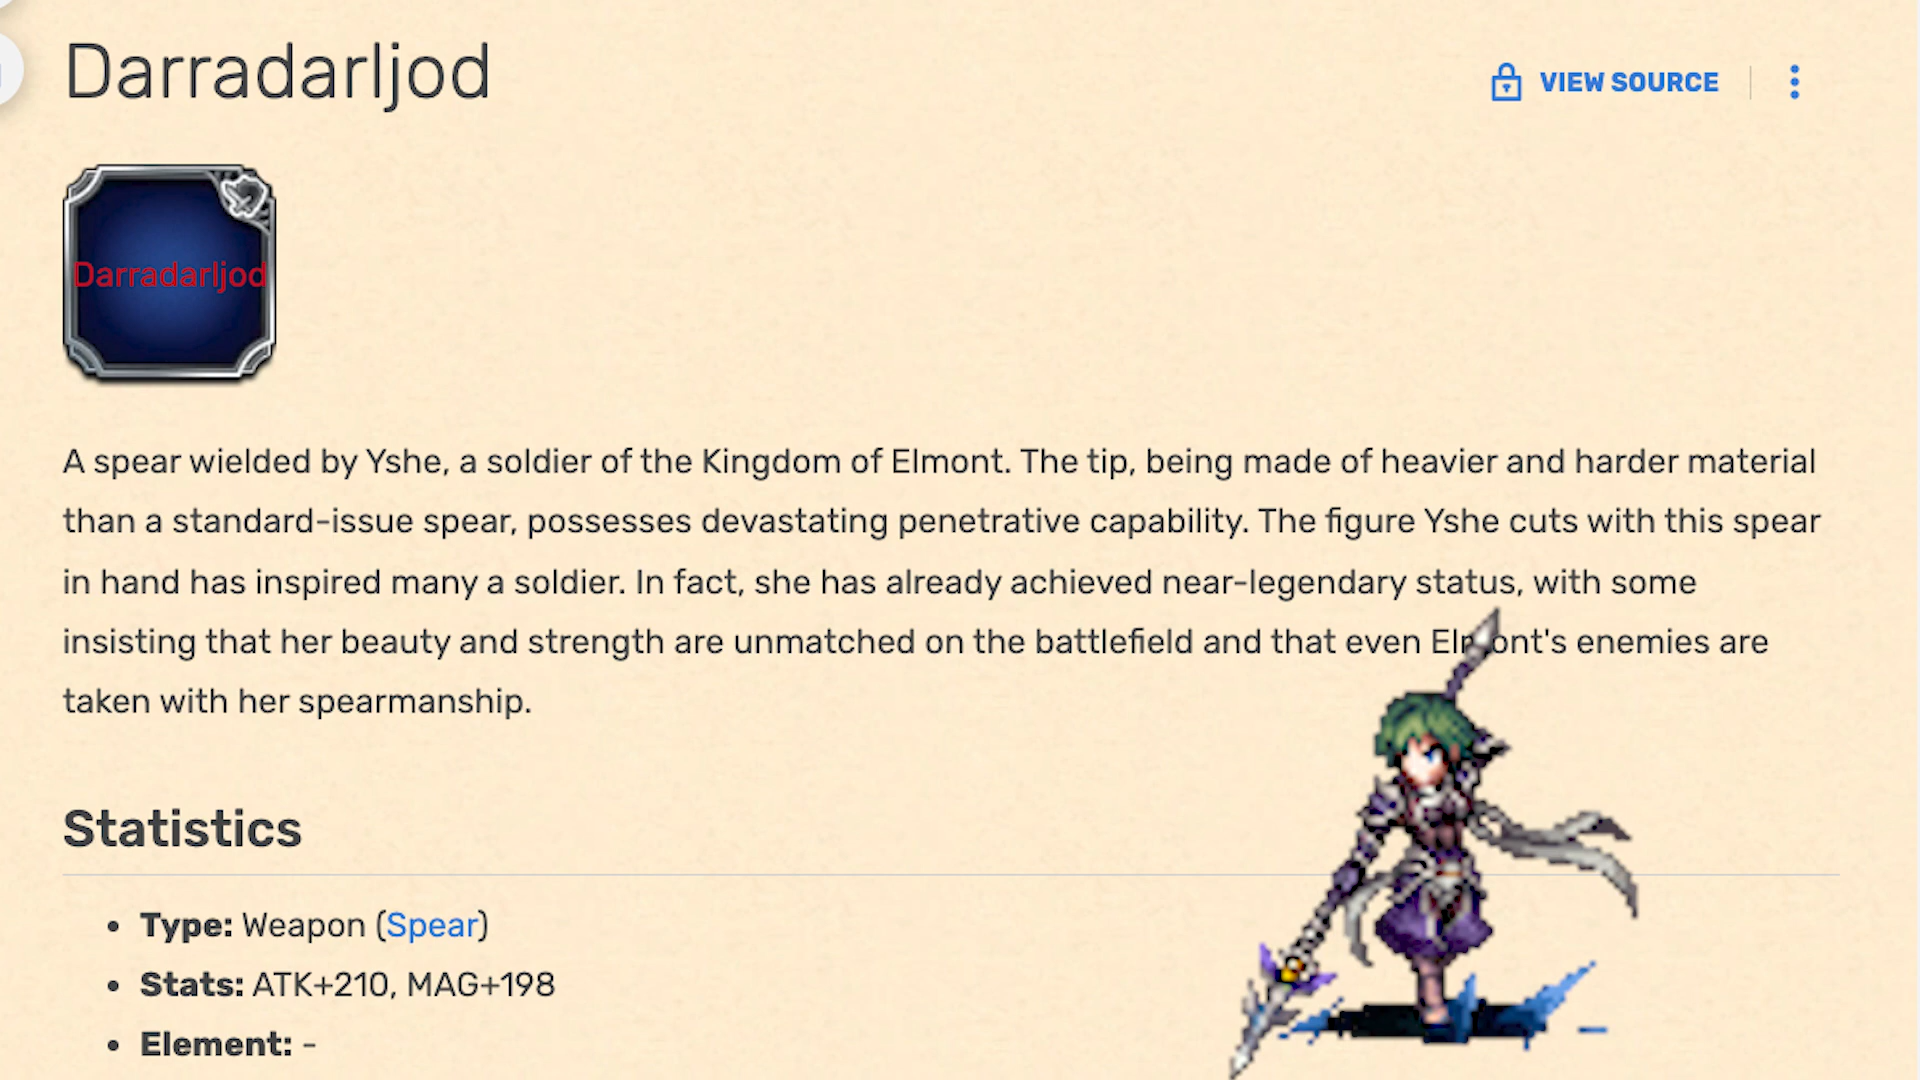 Darradarljod
VIEW SOURCE
Darradarljod
A spear wielded by Yshe, a soldier of the Kingdom of Elmont. The tip, being made of heavier and harder material
than a standard-issue spear, possesses devastating penetrative capability. The figure Yshe cuts with this spear
in hand has inspired many a soldier. In fact, she has already achieved near-legendary status, with some
insisting that her beauty and strength are unmatched on the battlefield and that even Elmont's enemies are
taken with her spearmanship.
Statistics
• Type: Weapon (Spear)
• Stats: ATK+210, MAG+198
• Element: -